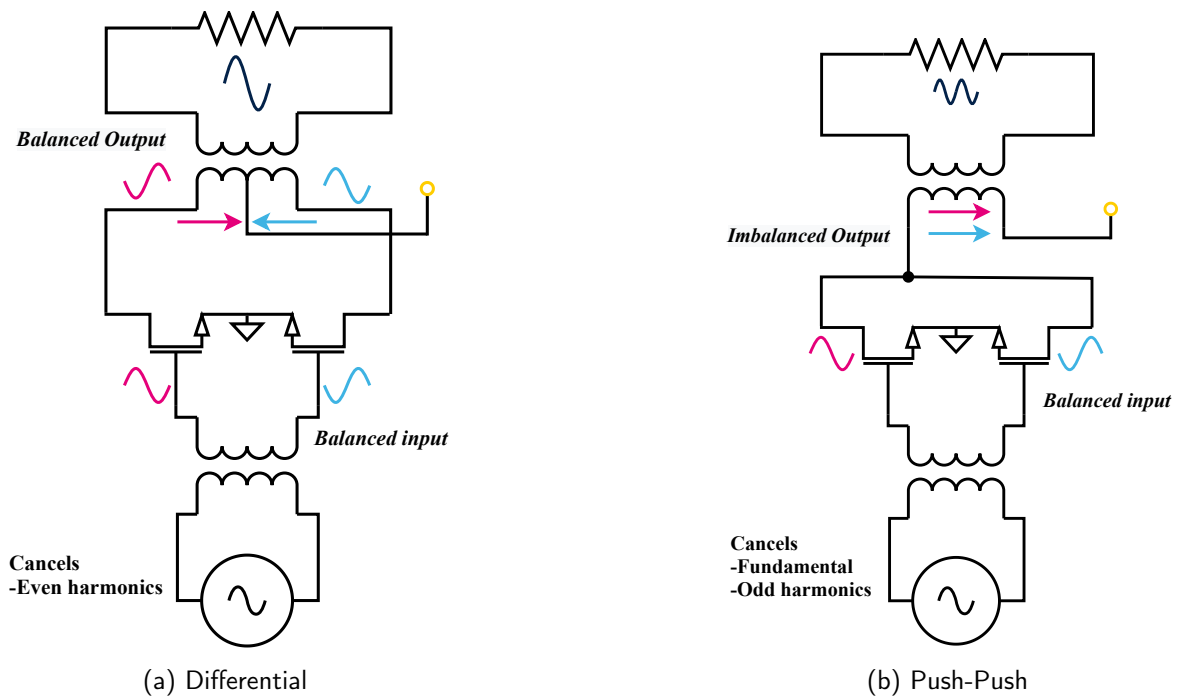 Balanced Output
Balanced input
Cancels
-Even harmonics
(a) Differential
Imbalanced Output
Balanced input
Cancels
-Fundamental
-Odd harmonics
(b) Push-Push